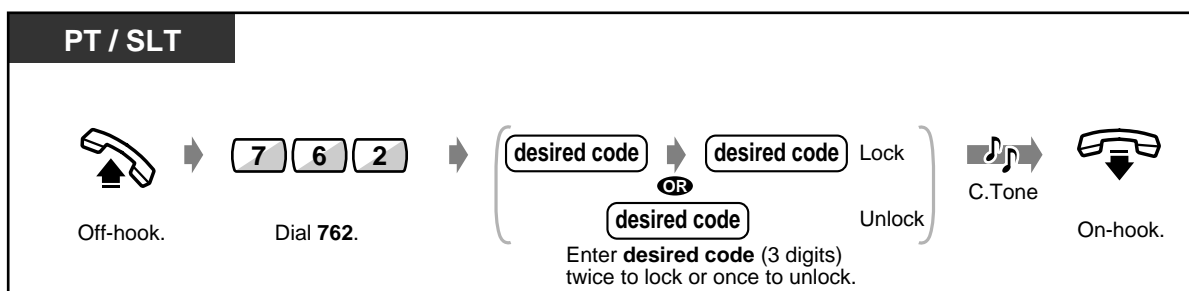 PT / SLT
7 6 2
desired code desired code Lock
OR
desired code Unlock
C.Tone
Off-hook.
Dial 762.
Enter desired code (3 digits)
twice to lock or once to unlock.
On-hook.